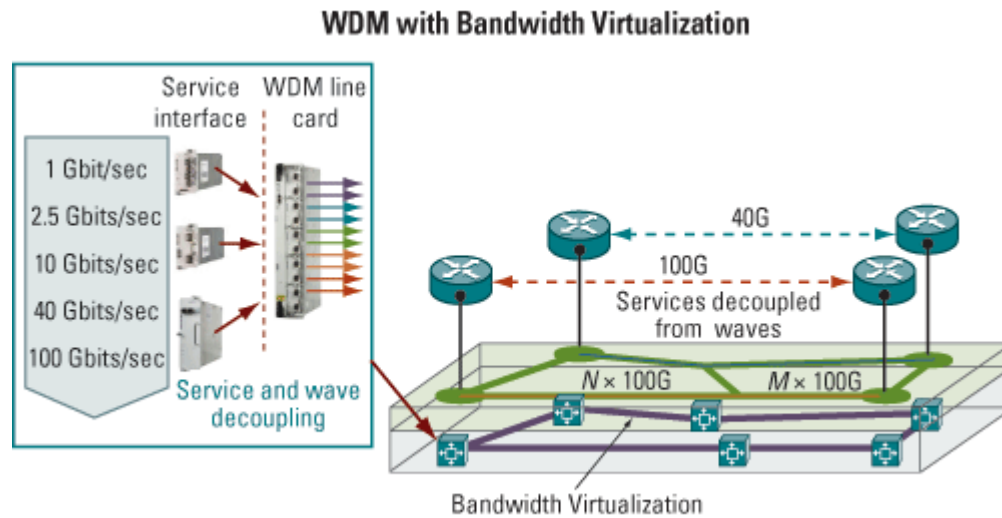 WDM with Bandwidth Virtualization
Service
interface
WDM line
card
1 Gbit/sec
2.5 Gbits/sec
10 Gbits/sec
40 Gbits/sec
100 Gbits/sec
Service and wave
decoupling
40G
100G
Services decoupled
from waves
N × 100G
M × 100G
Bandwidth Virtualization